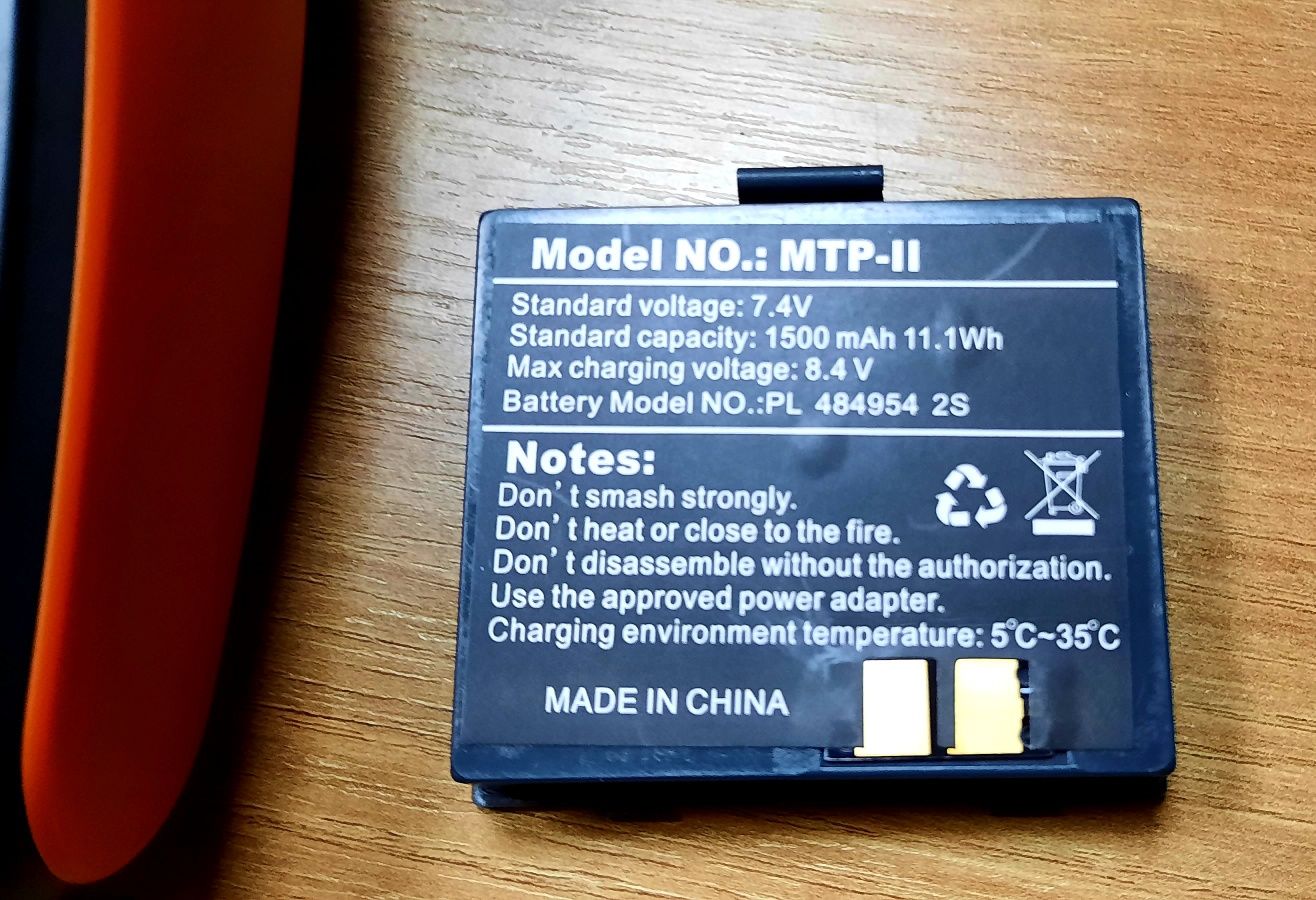 Model NO.: MTP-II
Standard voltage: 7.4V
Standard capacity: 1500 mAh 11.1Wh
Max charging voltage: 8.4 V
Battery Model NO.:PL 484954 2S
Notes:
Don't smash strongly.
Don't heat or close to the fire.
Don't disassemble without the authorization.
Use the approved power adapter.
Charging environment temperature: 5°C~35°C
MADE IN CHINA